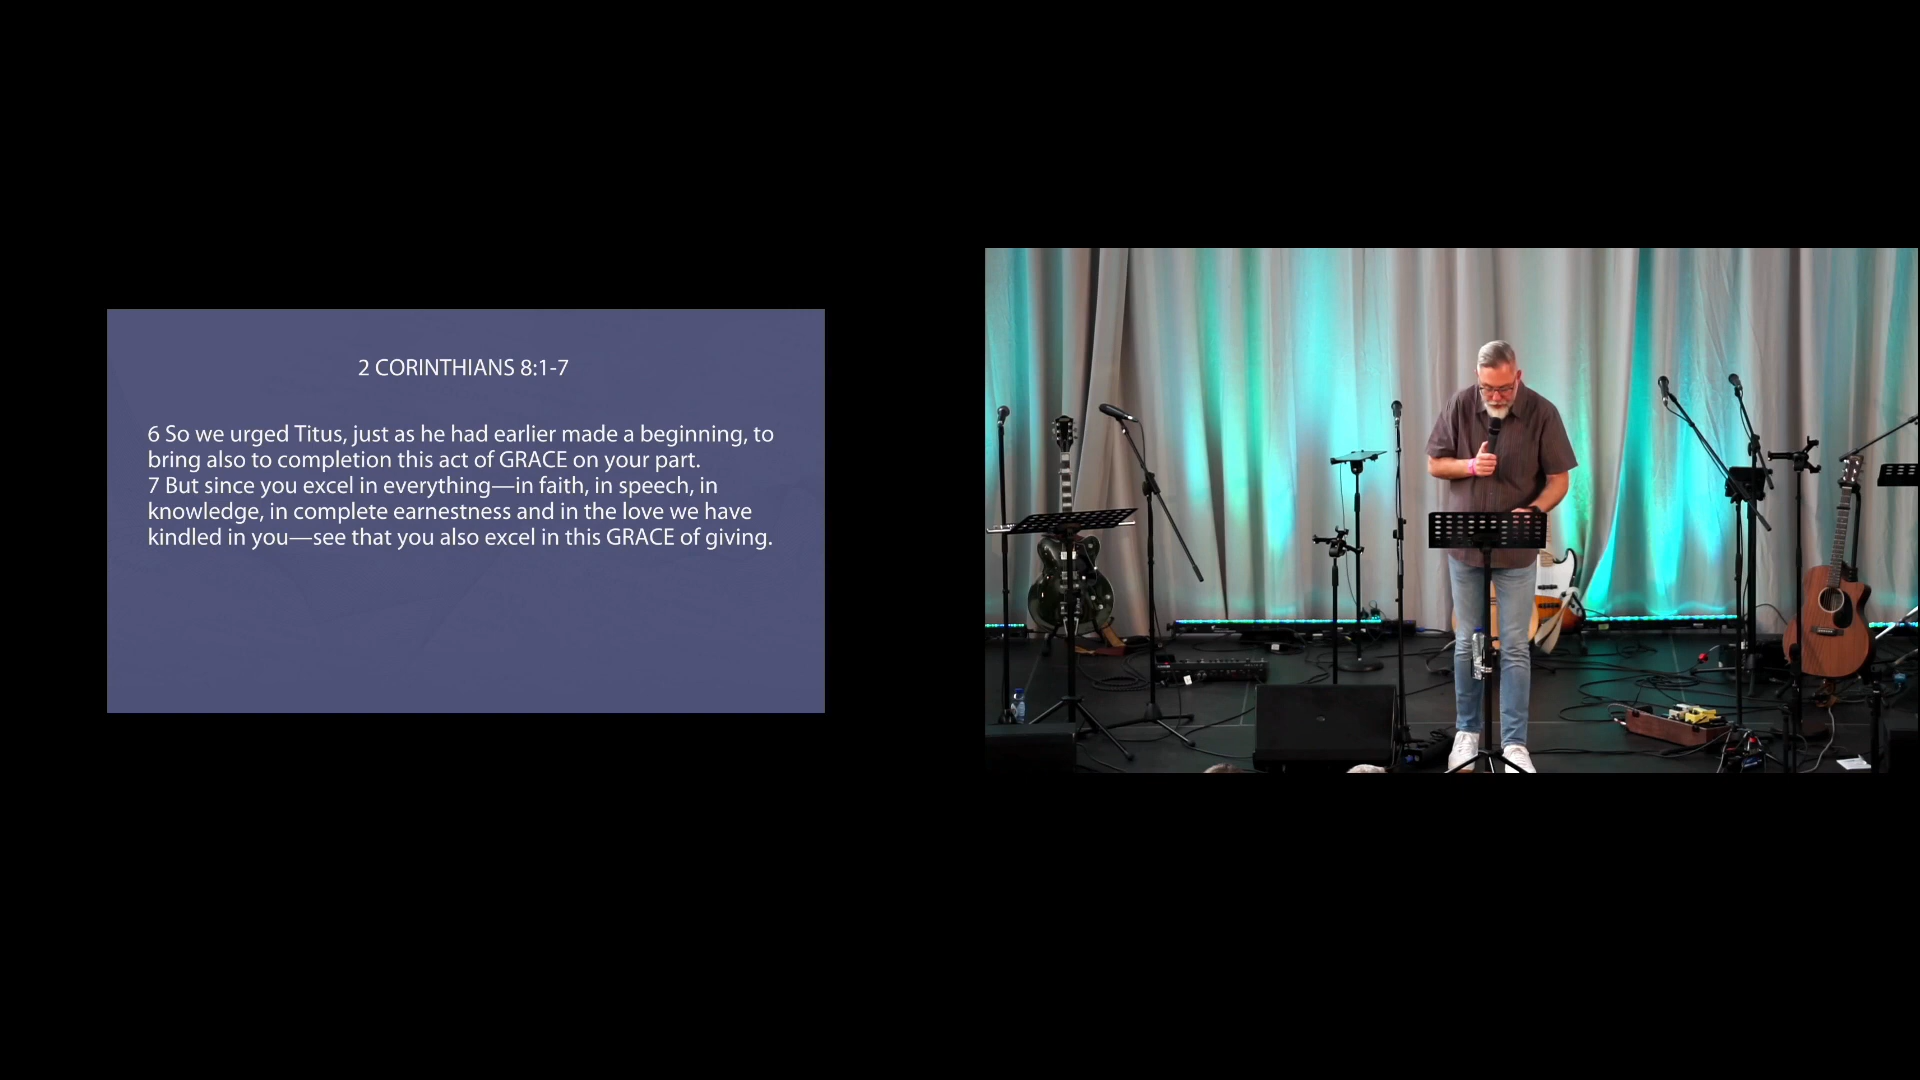 2 CORINTHIANS 8:1-7
6 So we urged Titus, just as he had earlier made a beginning, to
bring also to completion this act of GRACE on your part.
7 But since you excel in everything—in faith, in speech, in
knowledge, in complete earnestness and in the love we have
kindled in you—see that you also excel in this GRACE of giving.